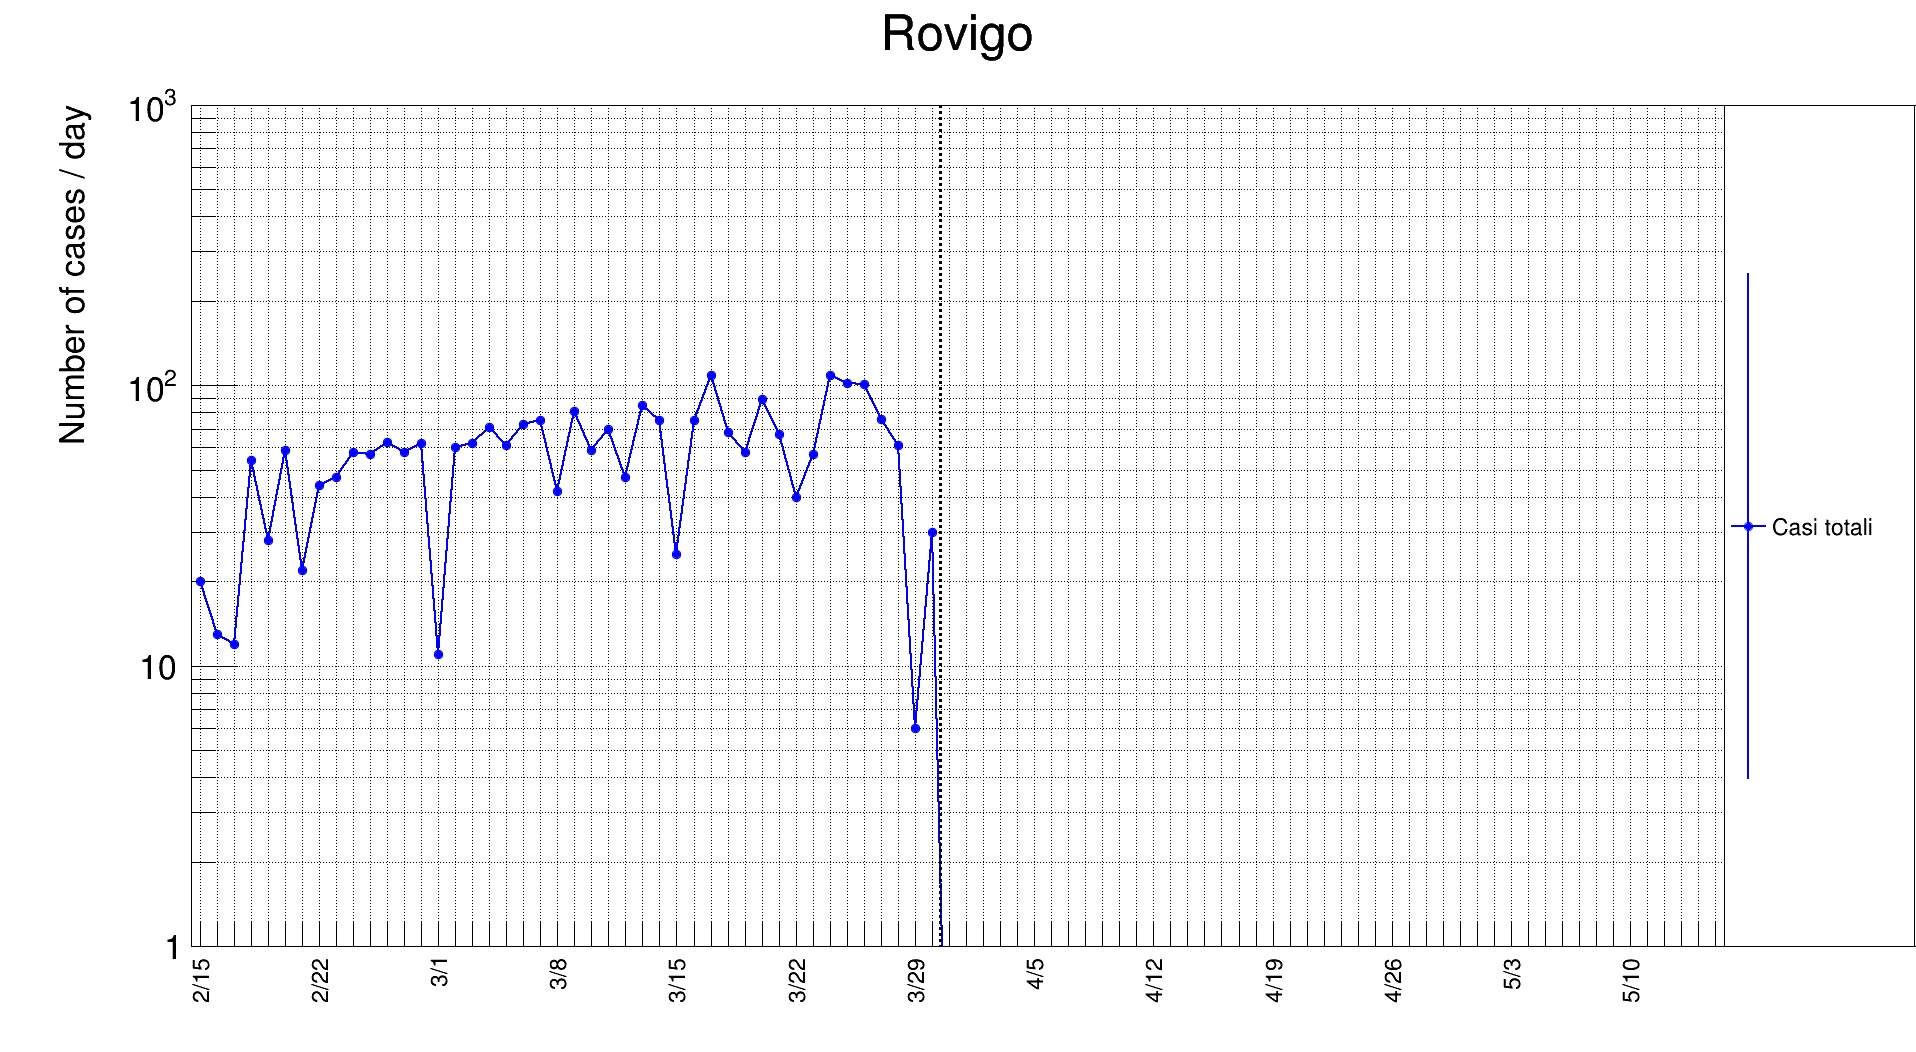 Rovigo
Number of cases / day
10³
10²
10
1
2/15 2/22 3/1 3/8 3/15 3/22 3/29 4/5 4/12 4/19 4/26 5/3 5/10
Casi totali